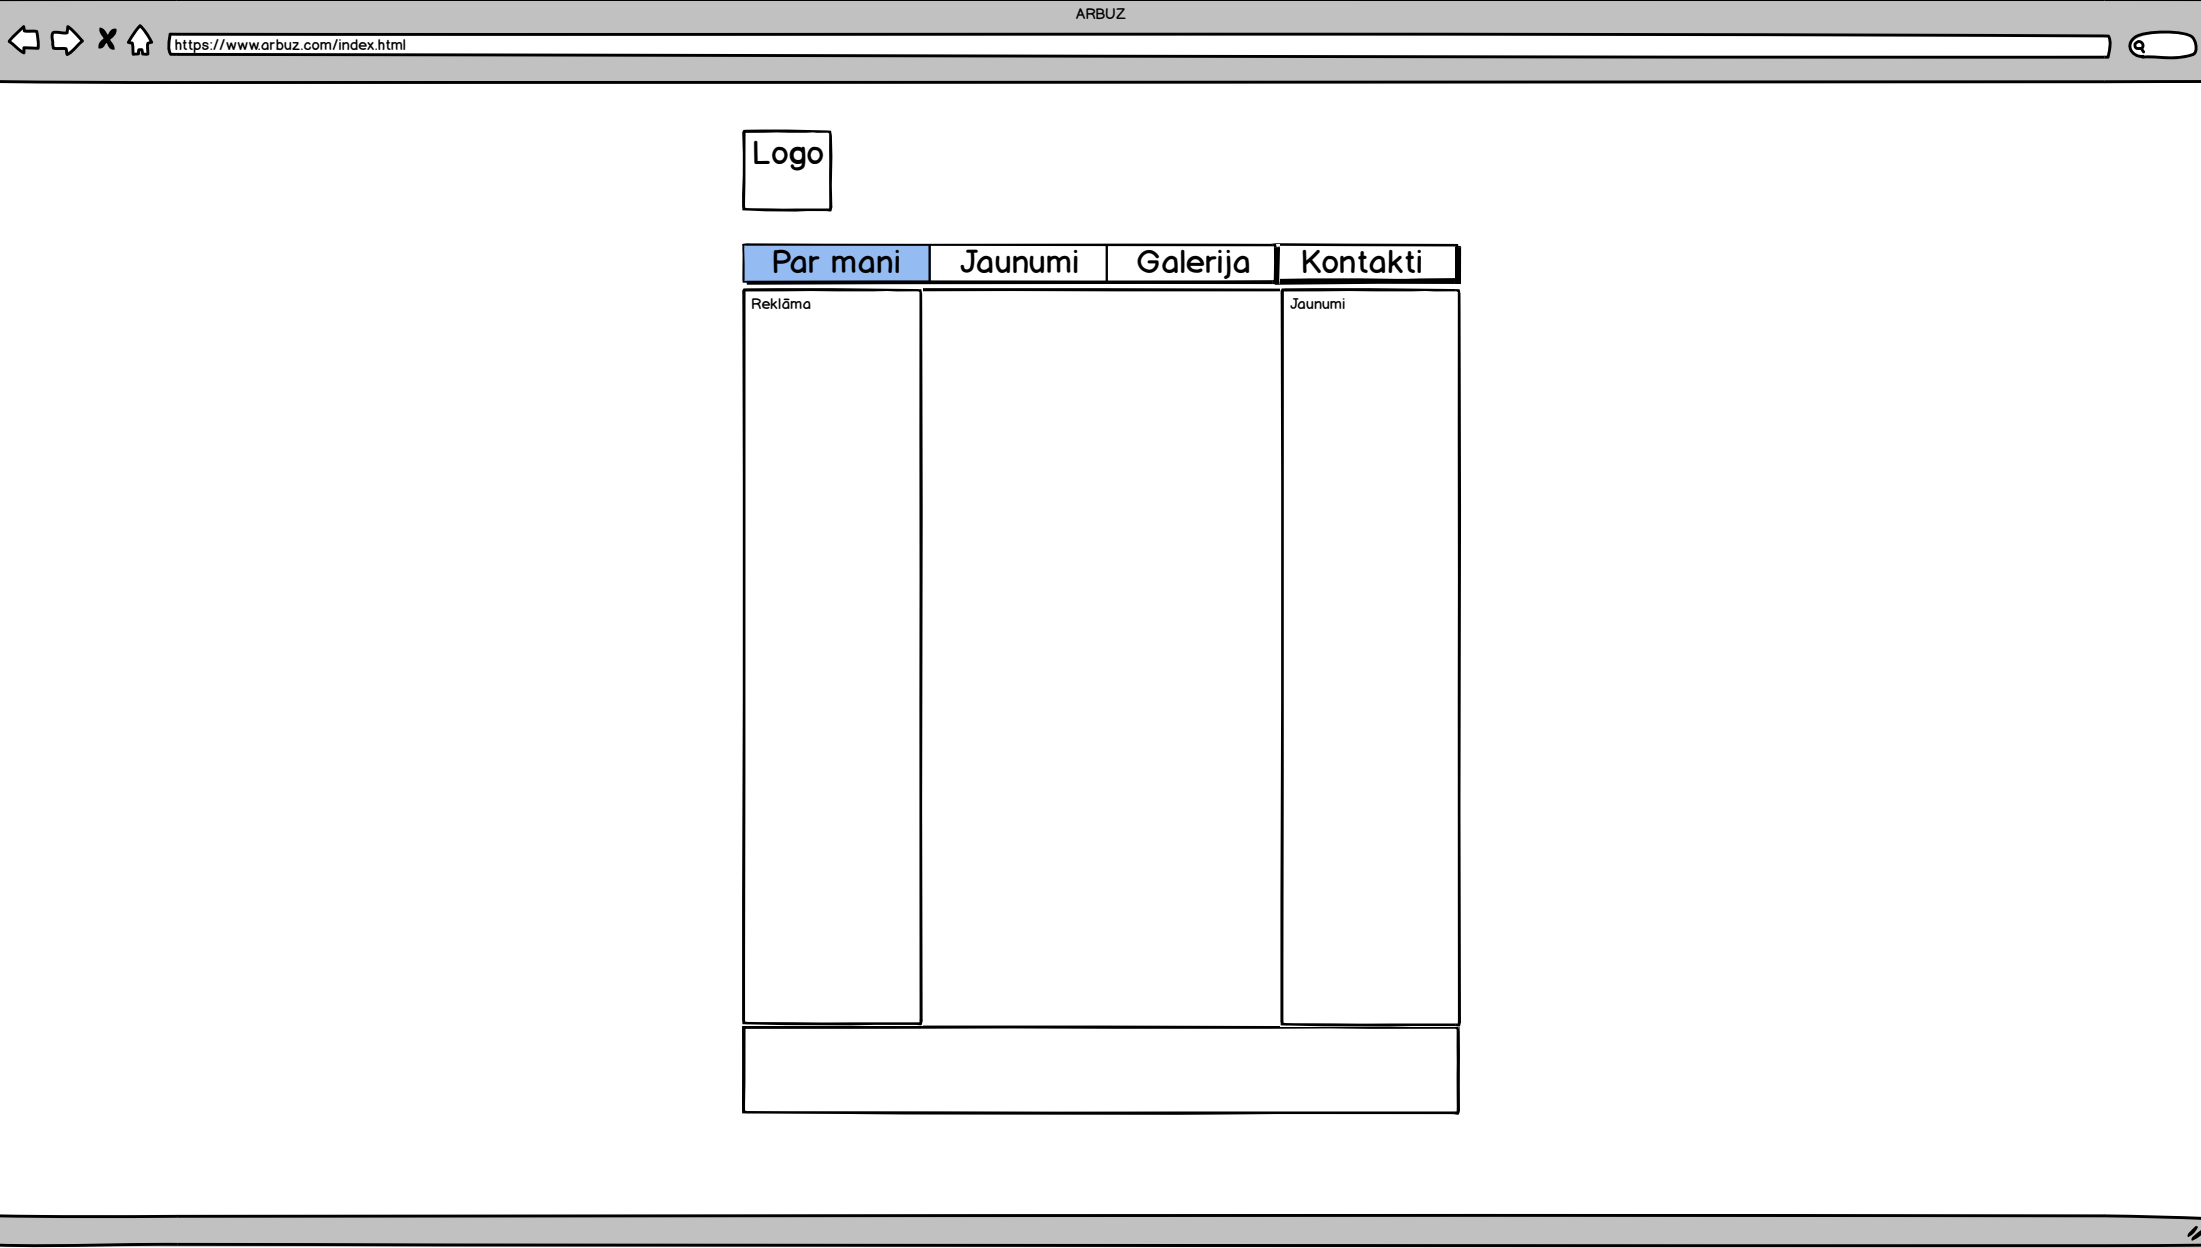 ARBUZ
https://www.arbuz.com/index.html
Logo
Par mani Jaunumi Galerija Kontakti
Reklāma
Jaunumi